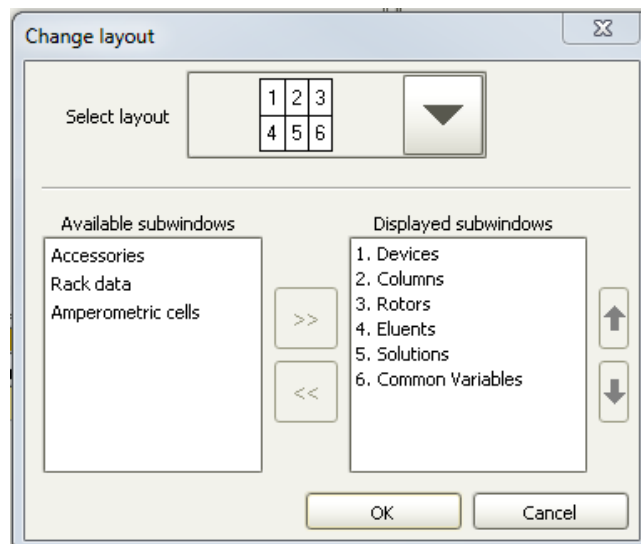 Change layout
Select layout
1 2 3
4 5 6
Available subwindows
Accessories
Rack data
Amperometric cells
>>
<<
Displayed subwindows
1. Devices
2. Columns
3. Rotors
4. Eluents
5. Solutions
6. Common Variables
OK
Cancel